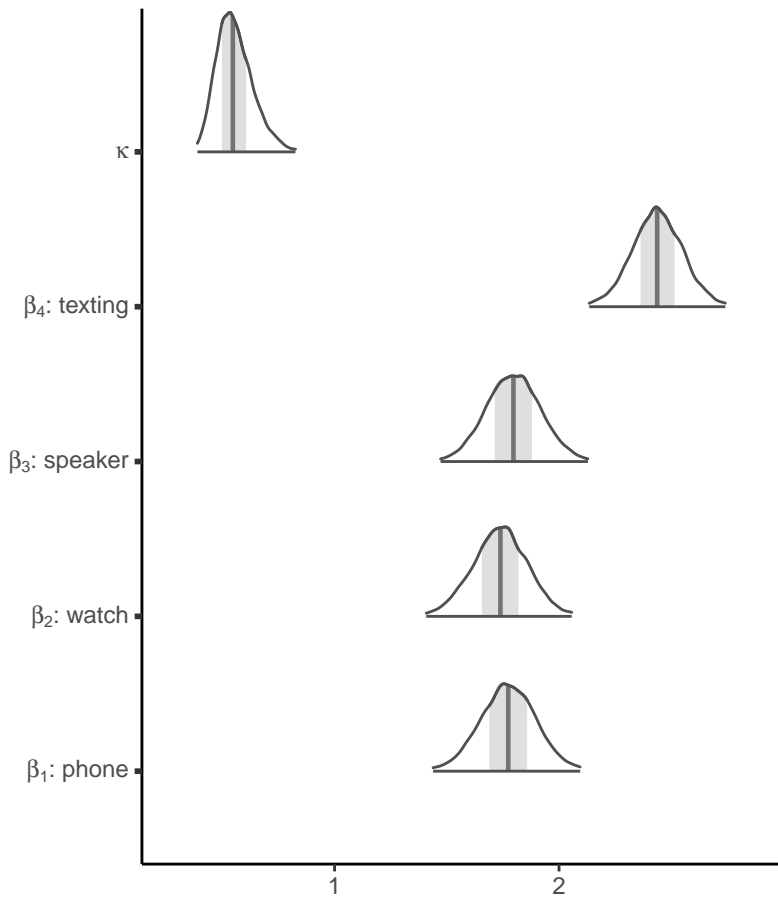 κ
β₄: texting
β₃: speaker
β₂: watch
β₁: phone
1 2